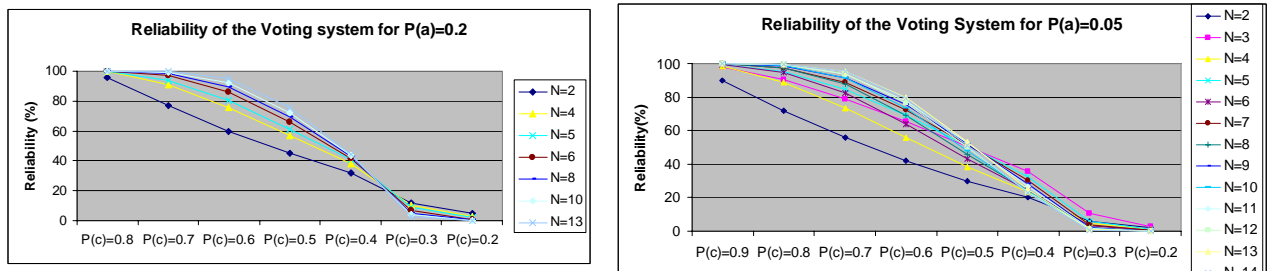 Reliability of the Voting system for P(a)=0.2
Reliability (%)
100
80
60
40
20
0
P(c)=0.8 P(c)=0.7 P(c)=0.6 P(c)=0.5 P(c)=0.4 P(c)=0.3 P(c)=0.2
N=2
N=4
N=5
N=6
N=8
N=10
N=13
Reliability of the Voting System for P(a)=0.05
Reliability(%)
100
80
60
40
20
0
P(c)=0.9 P(c)=0.8 P(c)=0.7 P(c)=0.6 P(c)=0.5 P(c)=0.4 P(c)=0.3 P(c)=0.2
N=2
N=3
N=4
N=5
N=6
N=7
N=8
N=9
N=10
N=11
N=12
N=13
N=14